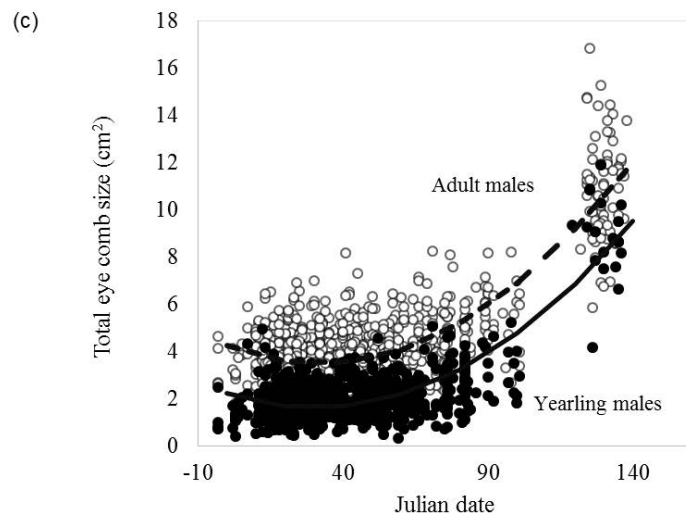 (c)
Total eye comb size (cm²)
18
16
14
12
10
8
6
4
2
0
Adult males
Yearling males
-10
40
90
140
Julian date